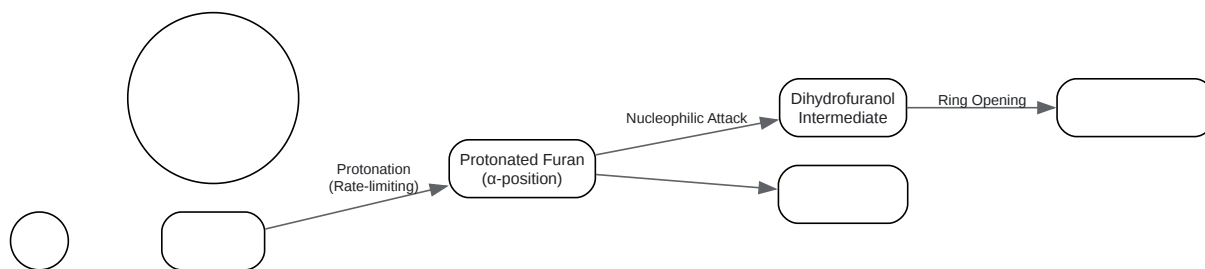 Protonation
(Rate-limiting)
Protonated Furan
(α-position)
Nucleophilic Attack
Dihydrofuranol
Intermediate
Ring Opening